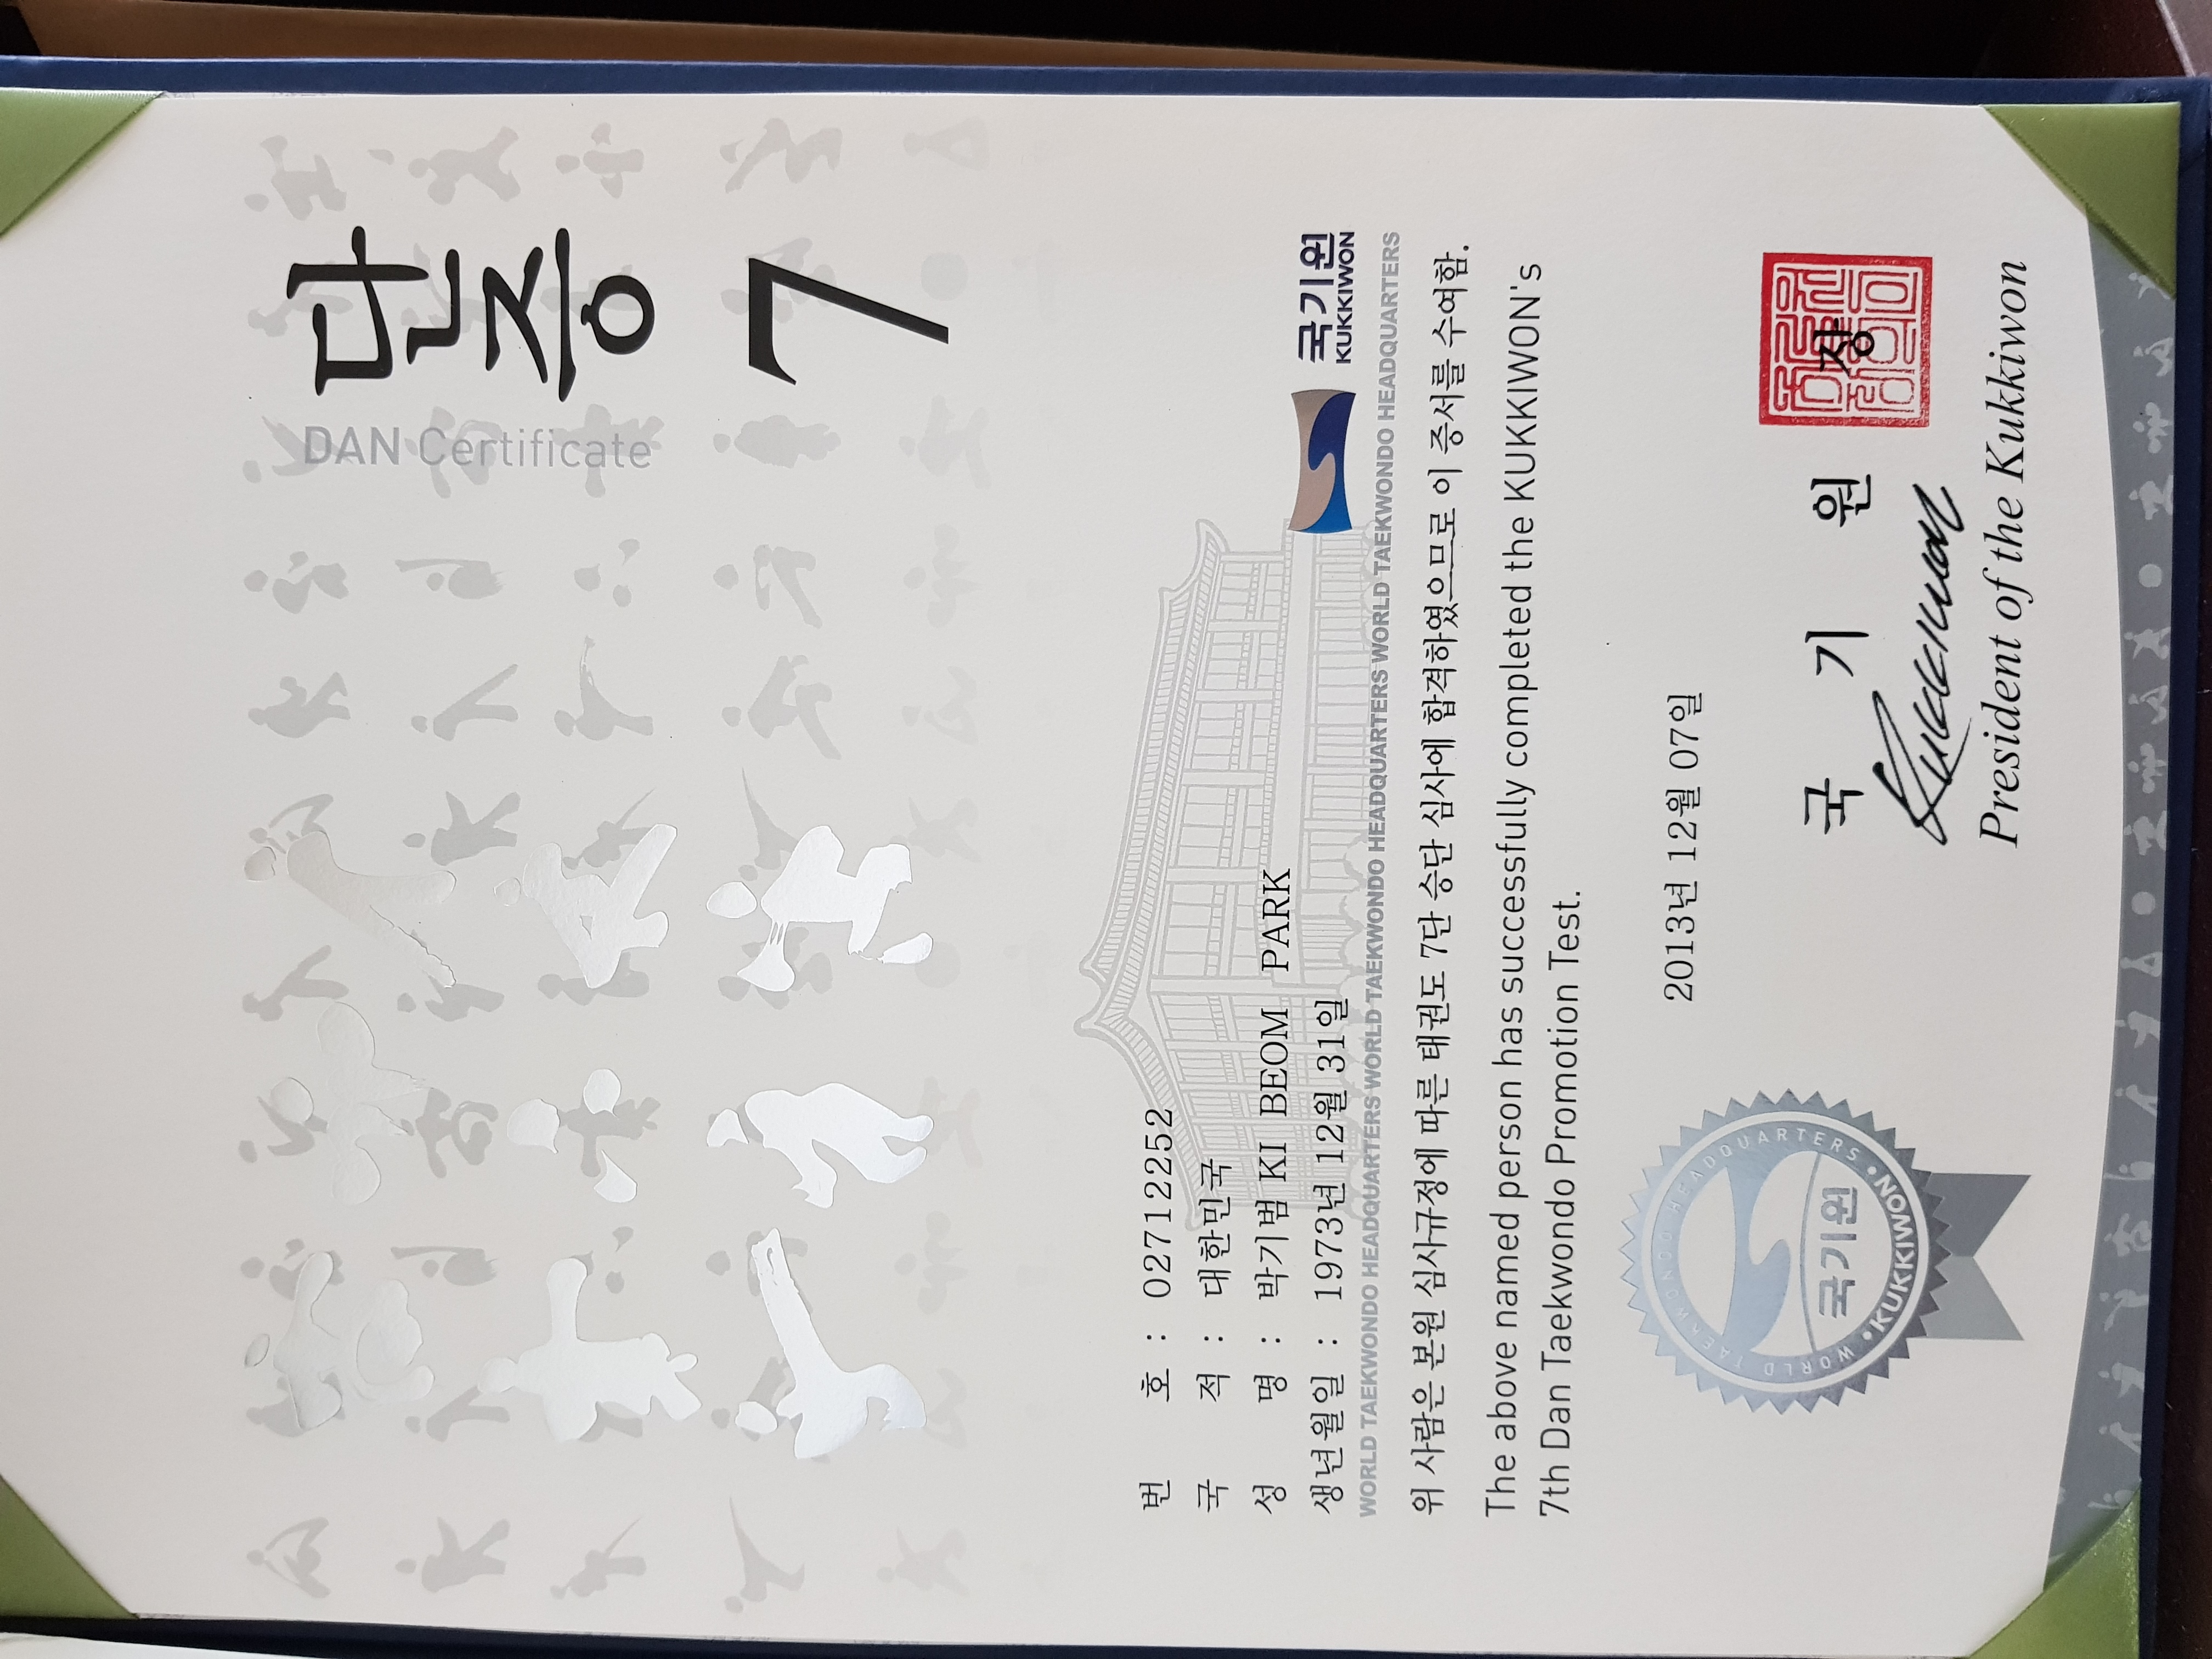 단증
DAN Certificate
7
번 호 : 02712252
국 적 : 대한민국
성 명 : 박기범 KI BEOM PARK
생년월일 : 1973년 12월 31일
국기원
KUKKIWON
WORLD TAEKWONDO HEADQUARTERS WORLD TAEKWONDO HEADQUARTERS WORLD TAEKWONDO HEADQUARTERS WORLD TAEKWONDO HEADQUARTERS
위 사람은 본원 심사규정에 따른 태권도 7단 승단 심사에 합격하였으므로 이 증서를 수여함.
The above named person has successfully completed the KUKKIWON's
7th Dan Taekwondo Promotion Test.
2013년 12월 07일
WORLD TAEKWONDO HEADQUARTERS
국기원
•KUKKIWON•
국 기 원 장
Kukkiwon
President of the Kukkiwon